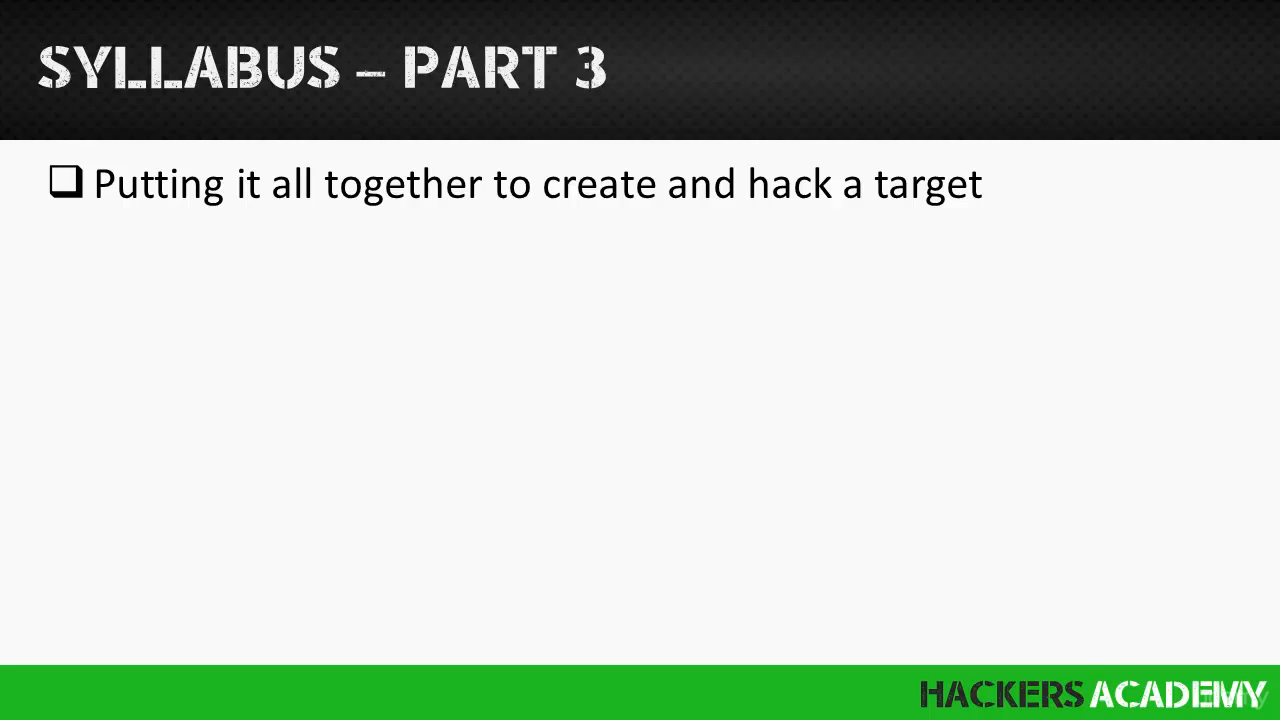 SYLLABUS – PART 3
Putting it all together to create and hack a target
HACKERS ACADEMY